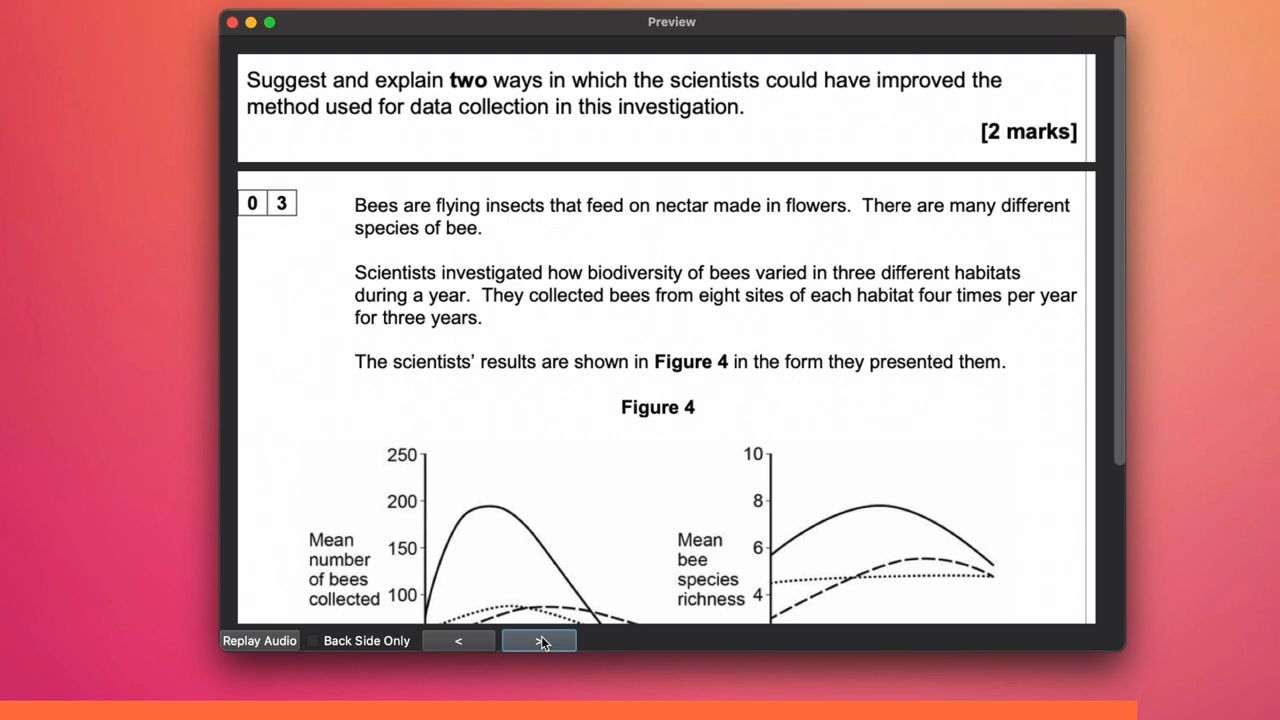 Preview
Suggest and explain two ways in which the scientists could have improved the
method used for data collection in this investigation.
[2 marks]
0 3
Bees are flying insects that feed on nectar made in flowers. There are many different
species of bee.
Scientists investigated how biodiversity of bees varied in three different habitats
during a year. They collected bees from eight sites of each habitat four times per year
for three years.
The scientists' results are shown in Figure 4 in the form they presented them.
Figure 4
250
200
150
100
Mean
number
of bees
collected
10
8
6
4
Mean
bee
species
richness
Replay Audio
Back Side Only
<
>